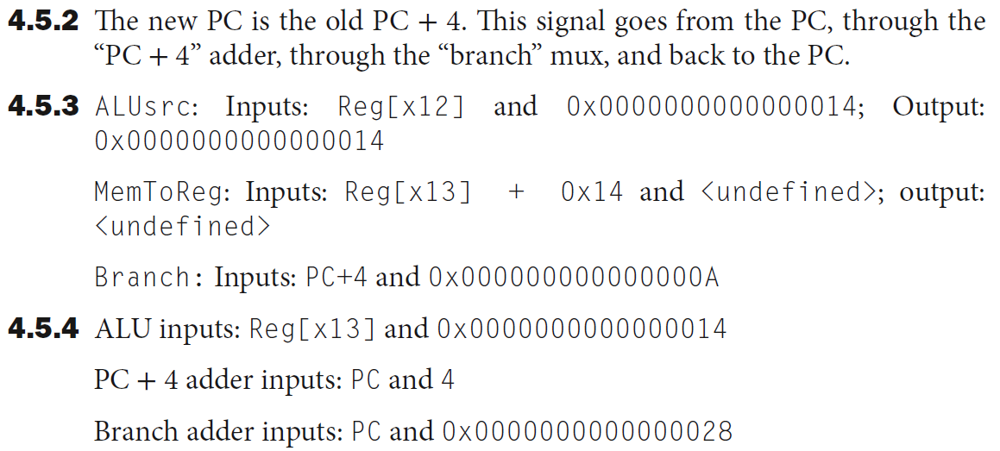 4.5.2 The new PC is the old PC + 4. This signal goes from the PC, through the
“PC + 4” adder, through the “branch” mux, and back to the PC.
4.5.3 ALUsrc: Inputs: Reg[x12] and 0x0000000000000014; Output:
0x0000000000000014
MemToReg: Inputs: Reg[x13] + 0x14 and <undefined>; output:
<undefined>
Branch: Inputs: PC+4 and 0x000000000000000A
4.5.4 ALU inputs: Reg[x13] and 0x0000000000000014
PC + 4 adder inputs: PC and 4
Branch adder inputs: PC and 0x0000000000000028